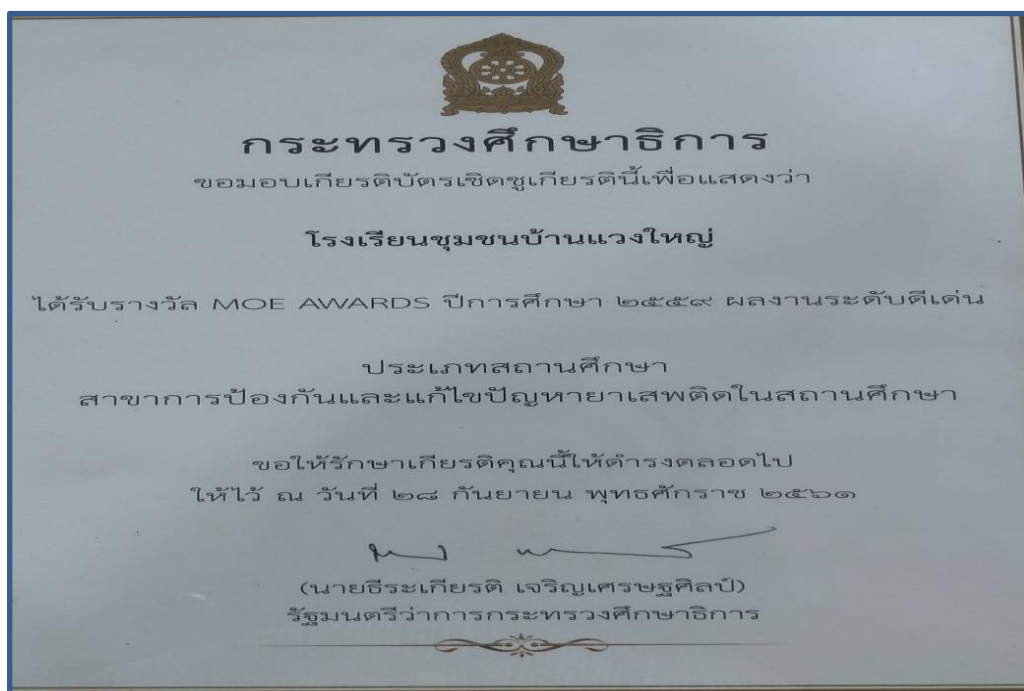 กระทรวงศึกษาธิการ
ขอมอบเกียรติบัตรเชิดชูเกียรตินี้เพื่อแสดงว่า
โรงเรียนชุมชนบ้านแวงใหญ่
ได้รับรางวัล MOE AWARDS ปีการศึกษา ๒๕๕๙ ผลงานระดับดีเด่น
ประเภทสถานศึกษา
สาขาการป้องกันและแก้ไขปัญหายาเสพติดในสถานศึกษา
ขอให้รักษาเกียรติคุณนี้ให้ดำรงตลอดไป
ให้ไว้ ณ วันที่ ๒๘ กันยายน พุทธศักราช ๒๕๖๑
(นายธีระเกียรติ เจริญเศรษฐศิลป์)
รัฐมนตรีว่าการกระทรวงศึกษาธิการ